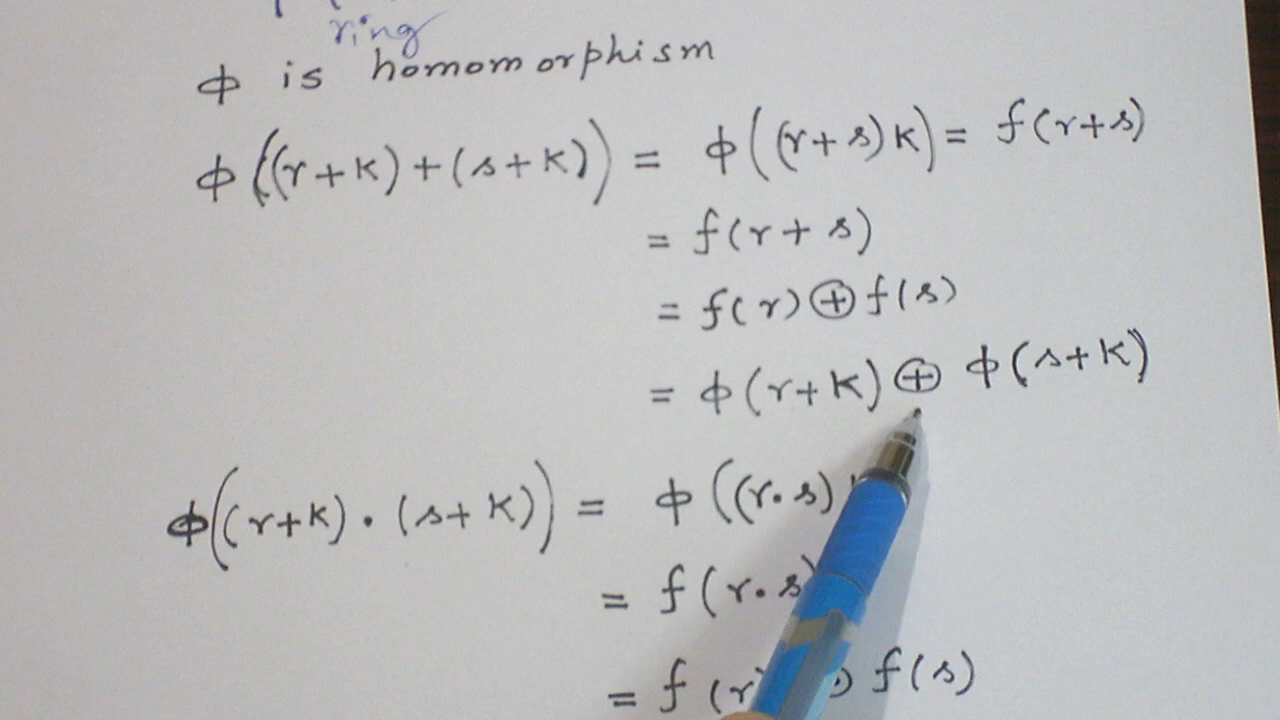 ring
ϕ is homomorphism
ϕ((r+k)+(s+k)) = ϕ((r+s)k) = f(r+s)
= f(r+s)
= f(r)⊕f(s)
= ϕ(r+k)⊕ϕ(s+k)
ϕ((r+k)·(s+k)) = ϕ((r·s)
= f(r·s)
= f(r) f(s)